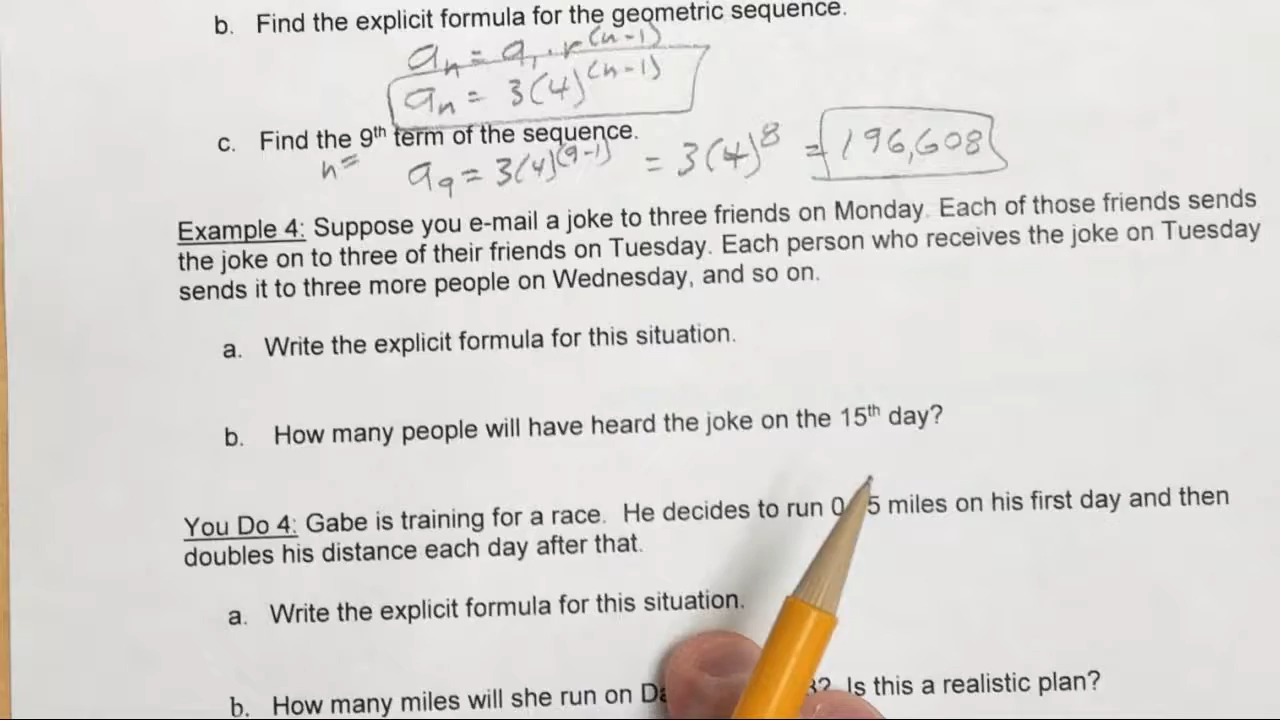 b. Find the explicit formula for the geometric sequence.
aₙ = a₁ · r^(n-1)
aₙ = 3(4)^(n-1)
c. Find the 9th term of the sequence.
n= a₉ = 3(4)^(9-1) = 3(4)^8 = 196,608
Example 4: Suppose you e-mail a joke to three friends on Monday. Each of those friends sends
the joke on to three of their friends on Tuesday. Each person who receives the joke on Tuesday
sends it to three more people on Wednesday, and so on.
a. Write the explicit formula for this situation.
b. How many people will have heard the joke on the 15th day?
You Do 4: Gabe is training for a race. He decides to run 5 miles on his first day and then
doubles his distance each day after that.
a. Write the explicit formula for this situation.
b. How many miles will she run on Is this a realistic plan?